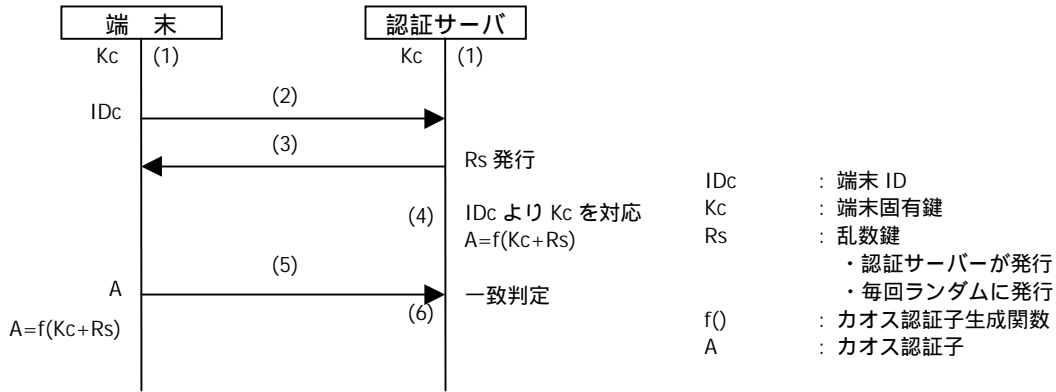 端　末
認証サーバ
Kc (1)
Kc (1)
(2)
IDc
(3)
Rs 発行
(4) IDc より Kc を対応
A=f(Kc+Rs)
(5)
A
一致判定
(6)
A=f(Kc+Rs)
IDc : 端末 ID
Kc : 端末固有鍵
Rs : 乱数鍵
・認証サーバーが発行
・毎回ランダムに発行
f() : カオス認証子生成関数
A : カオス認証子